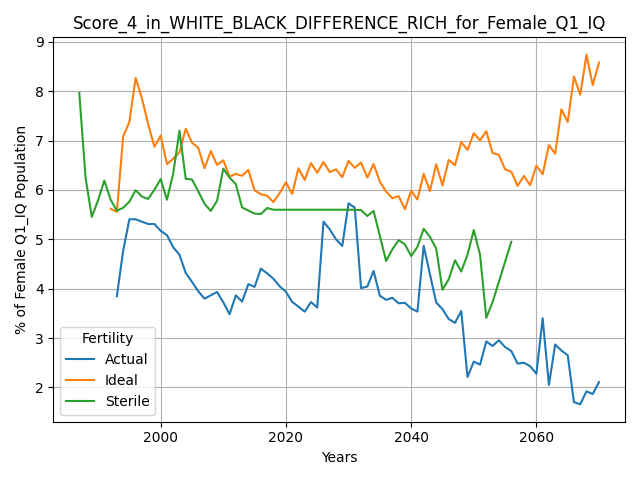 Score_4_in_WHITE_BLACK_DIFFERENCE_RICH_for_Female_Q1_IQ
% of Female Q1_IQ Population
9
8
7
6
5
4
3
2
Fertility
Actual
Ideal
Sterile
2000
2020
2040
2060
Years